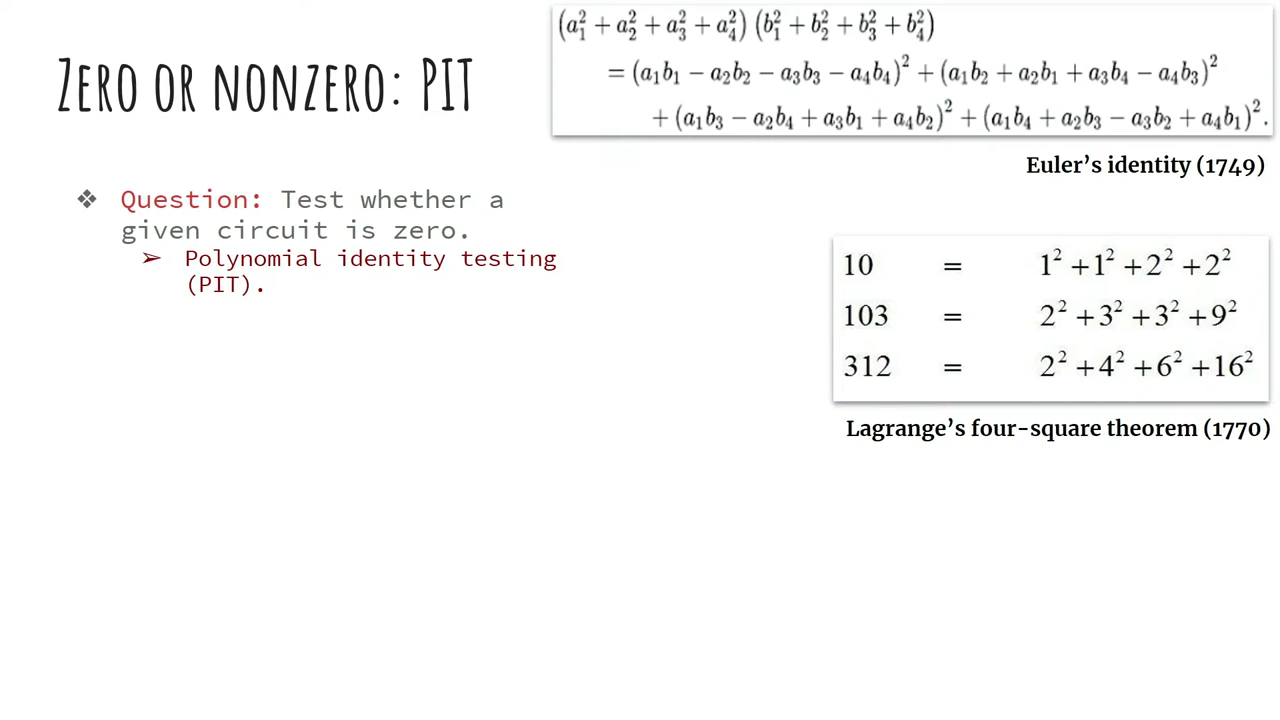 ZERO OR NONZERO: PIT
(a₁² + a₂² + a₃² + a₄²) (b₁² + b₂² + b₃² + b₄²)
= (a₁b₁ − a₂b₂ − a₃b₃ − a₄b₄)² + (a₁b₂ + a₂b₁ + a₃b₄ − a₄b₃)²
+ (a₁b₃ − a₂b₄ + a₃b₁ + a₄b₂)² + (a₁b₄ + a₂b₃ − a₃b₂ + a₄b₁)².
Euler's identity (1749)
❖ Question: Test whether a
given circuit is zero.
➢ Polynomial identity testing
(PIT).
10 = 1² + 1² + 2² + 2²
103 = 2² + 3² + 3² + 9²
312 = 2² + 4² + 6² + 16²
Lagrange's four-square theorem (1770)